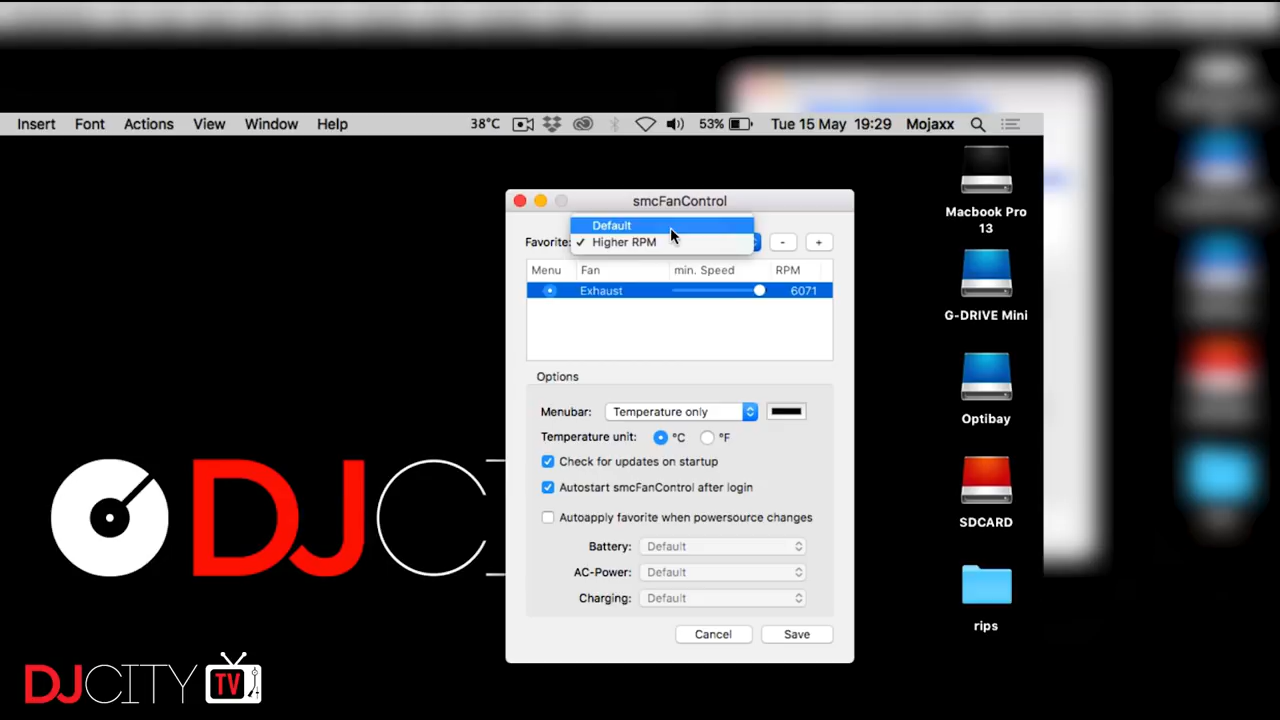 Insert Font Actions View Window Help 38°C 53% Tue 15 May 19:29 Mojaxx
Macbook Pro
13
G-DRIVE Mini
Optibay
SDCARD
rips
smcFanControl
Default
Favorite: ✓ Higher RPM - +
Menu Fan min. Speed RPM
Exhaust 6071
Options
Menubar: Temperature only
Temperature unit: °C °F
Check for updates on startup
Autostart smcFanControl after login
Autoapply favorite when powersource changes
Battery: Default
AC-Power: Default
Charging: Default
Cancel Save
DJC
DJCITY TV